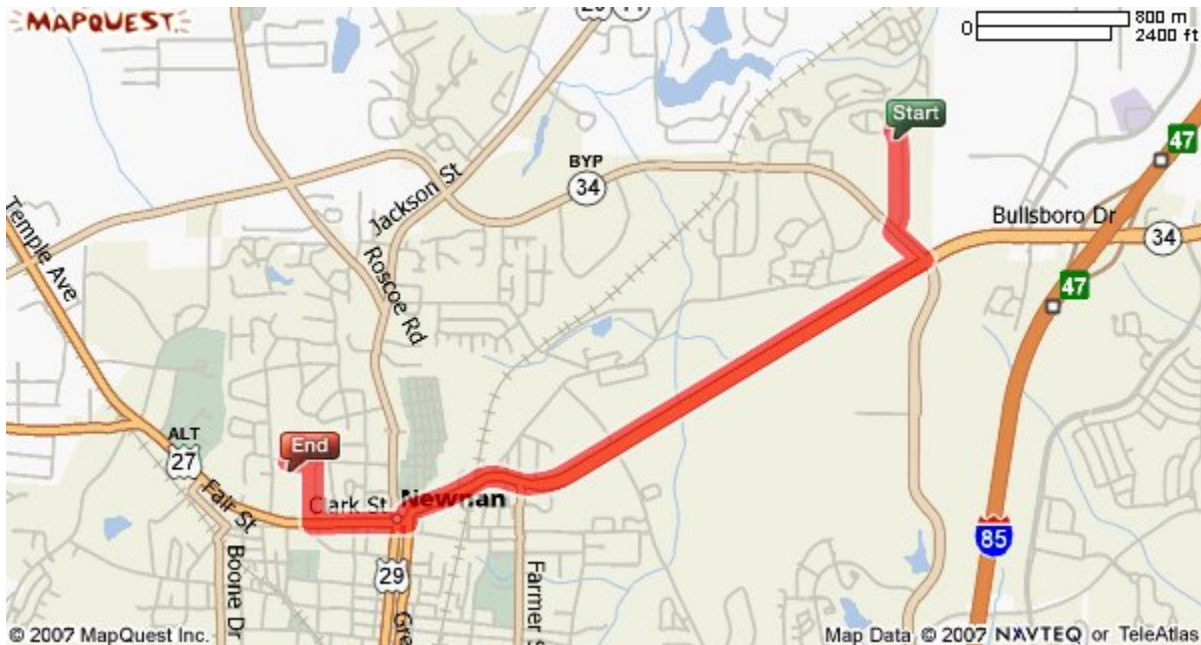 MAPQUEST
800 m
0
2400 ft
Start
47
BYP
34
Jackson St
Bullsboro Dr
34
Temple Ave
Roscoe Rd
47
ALT
27
End
Clark St
Newnan
Fair St
85
29
Boone Dr
Farmer S
Gre
© 2007 MapQuest Inc.
Map Data © 2007 NAVTEQ or TeleAtlas